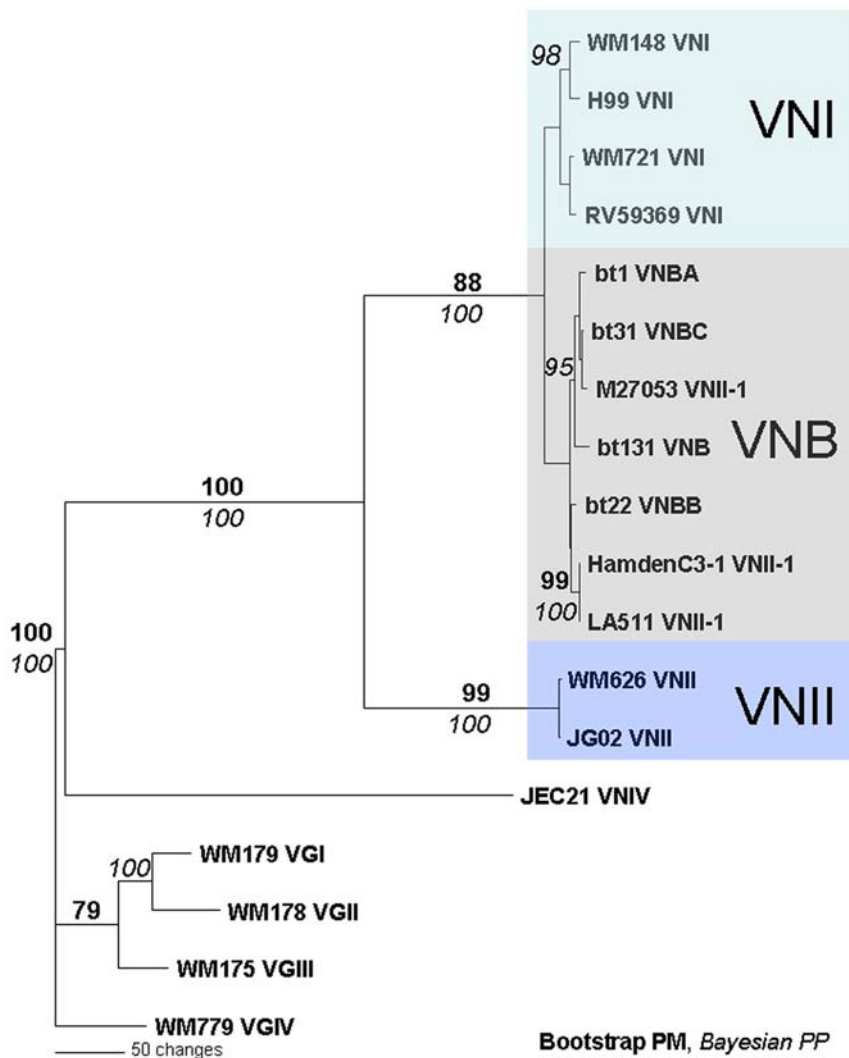 98
WM148 VNI
H99 VNI
VNI
WM721 VNI
RV59369 VNI
88
100
bt1 VNBA
bt31 VNBC
95
M27053 VNII-1
VNB
bt131 VNB
100
100
bt22 VNBB
HamdenC3-1 VNII-1
99
100
LA511 VNII-1
100
100
WM626 VNII
99
100
VNII
JG02 VNII
JEC21 VNIV
WM179 VGI
100
79
WM178 VGII
WM175 VGIII
WM779 VGIV
50 changes
Bootstrap PM, Bayesian PP